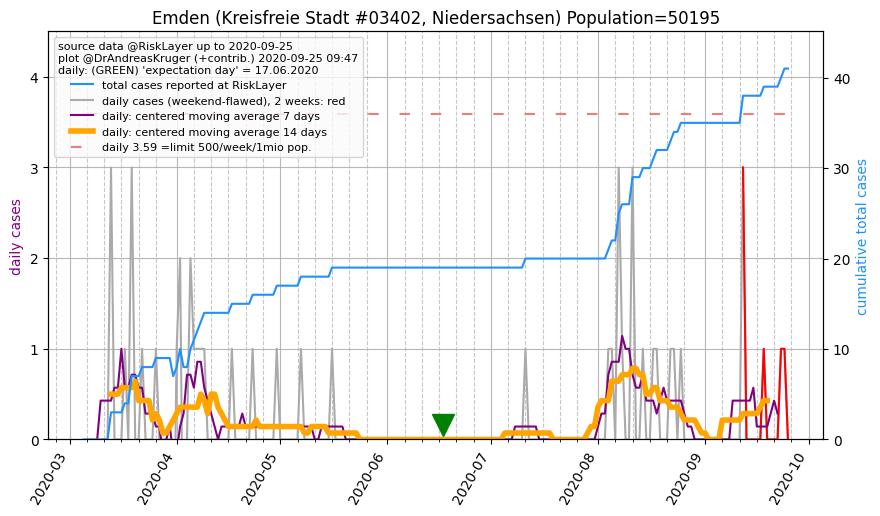 Emden (Kreisfreie Stadt #03402, Niedersachsen) Population=50195
source data @RiskLayer up to 2020-09-25
plot @DrAndreasKruger (+contrib.) 2020-09-25 09:47
daily: (GREEN) 'expectation day' = 17.06.2020
total cases reported at RiskLayer
daily cases (weekend-flawed), 2 weeks: red
daily: centered moving average 7 days
daily: centered moving average 14 days
daily 3.59 =limit 500/week/1mio pop.
daily cases
4
3
2
1
0
cumulative total cases
40
30
20
10
0
2020-03
2020-04
2020-05
2020-06
2020-07
2020-08
2020-09
2020-10